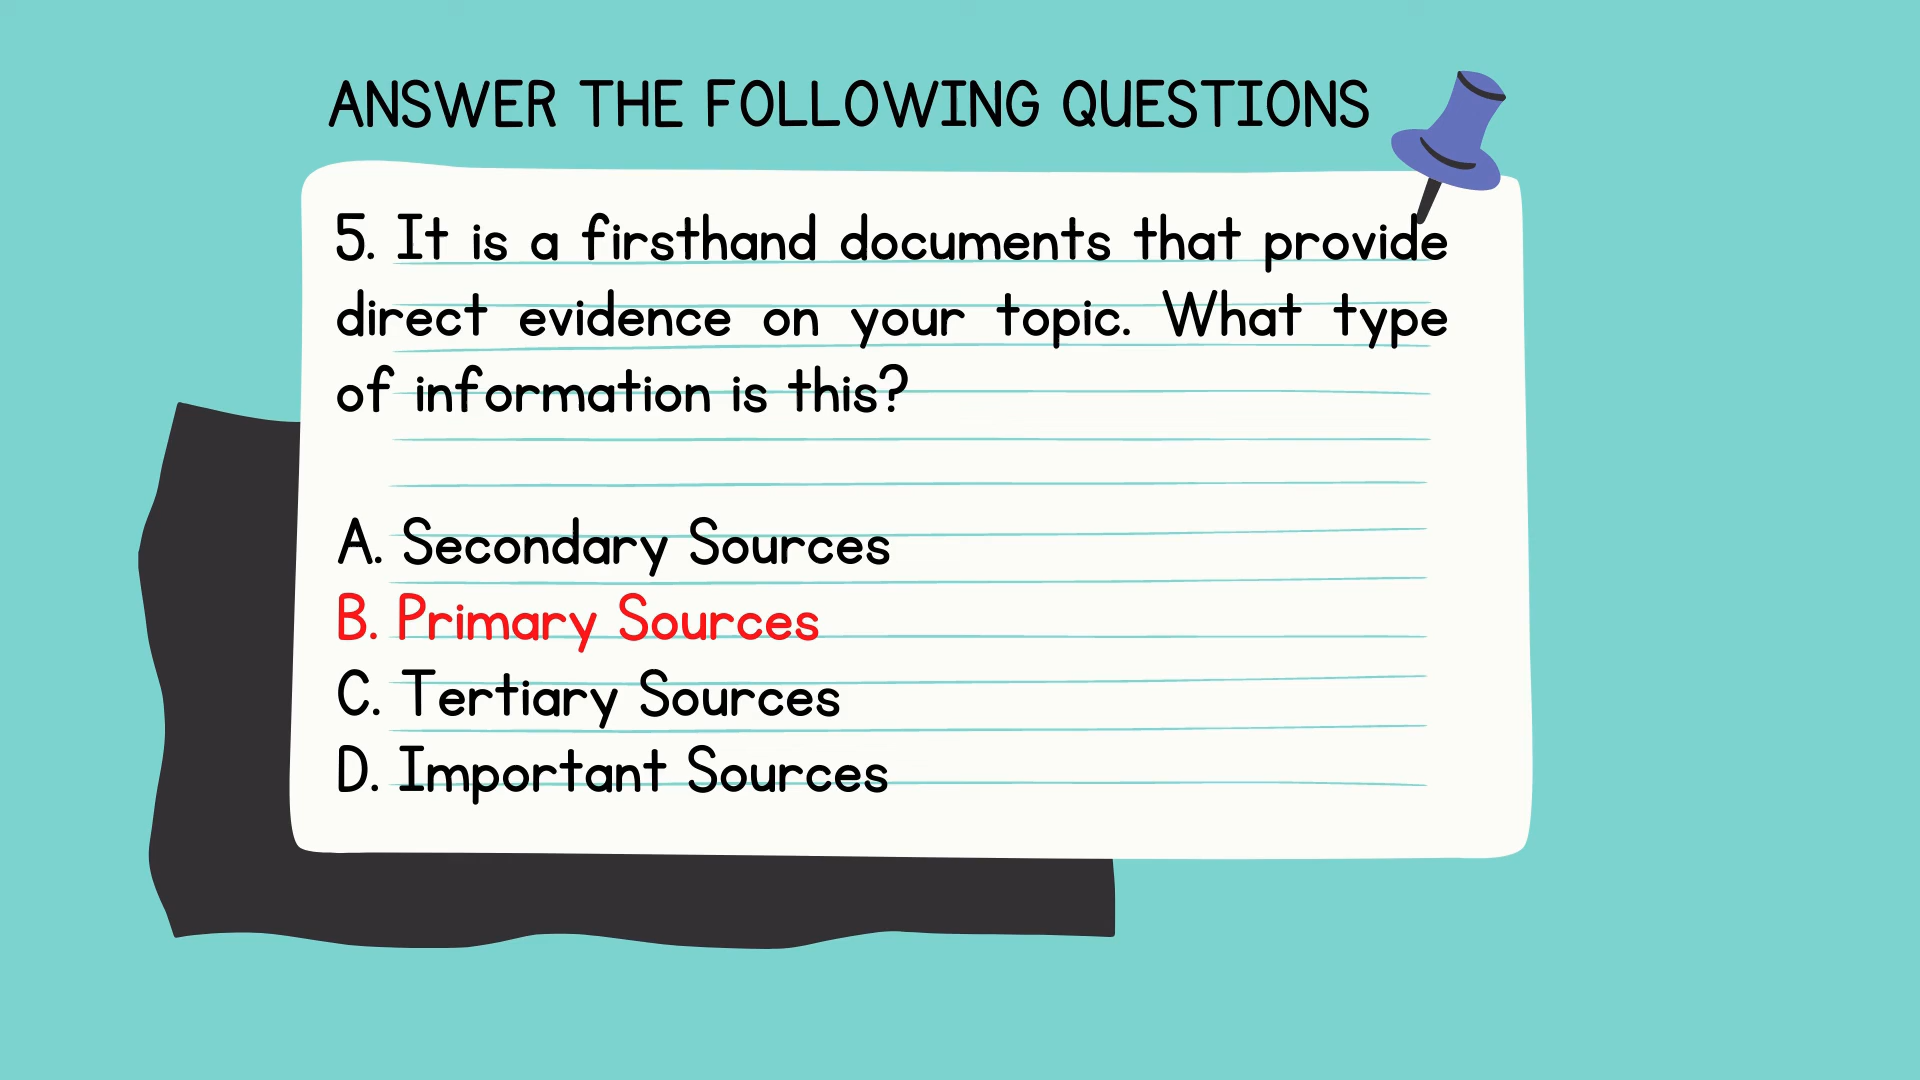 ANSWER THE FOLLOWING QUESTIONS
5. It is a firsthand documents that provide
direct evidence on your topic. What type
of information is this?
A. Secondary Sources
B. Primary Sources
C. Tertiary Sources
D. Important Sources